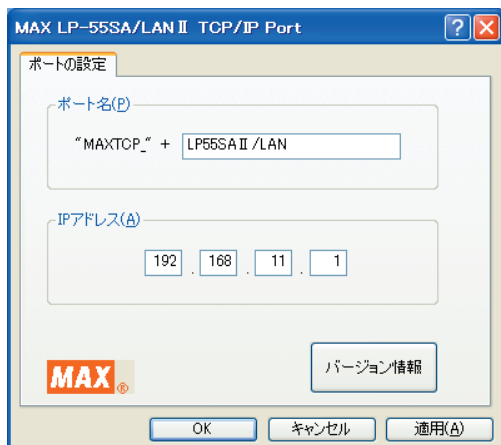 MAX LP-55SA/LANⅡ TCP/IP Port
ポートの設定
ポート名(P)
"MAXTCP_" + LP55SAⅡ/LAN
IPアドレス(A)
192 . 168 . 11 . 1
MAX®
バージョン情報
OK キャンセル 適用(A)